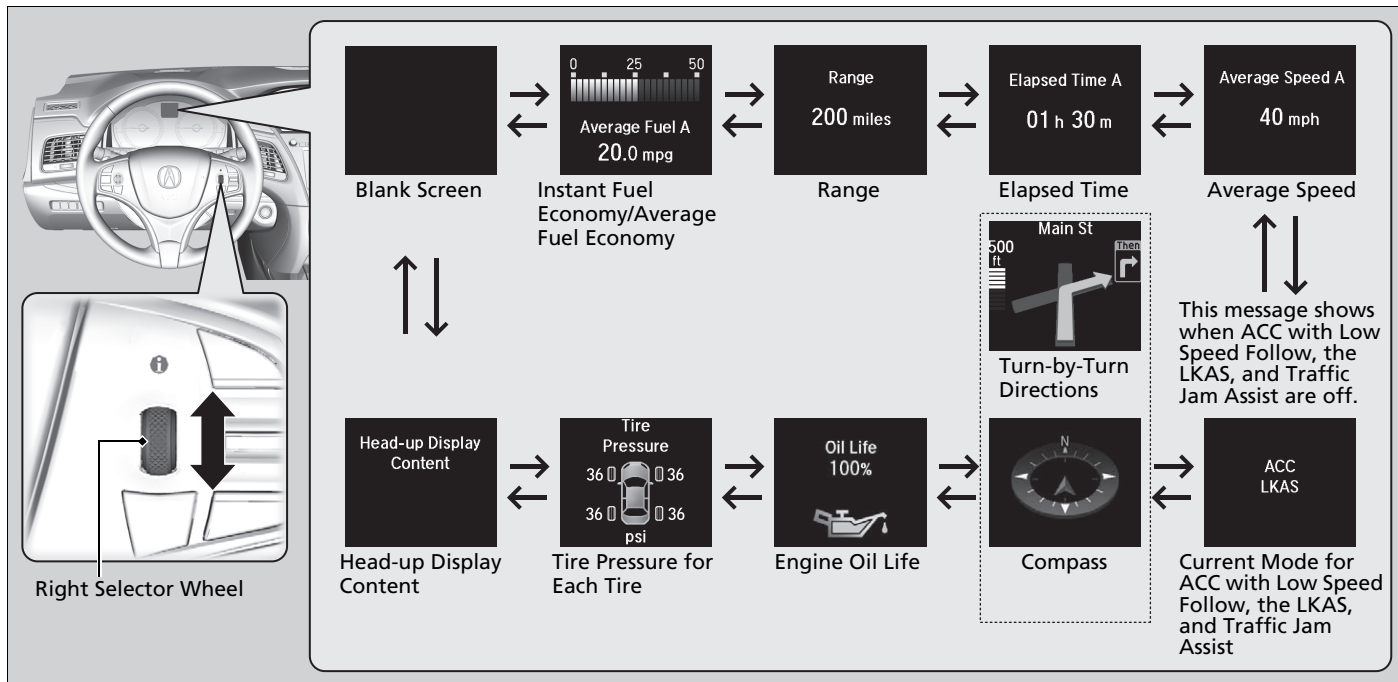 0 25 50
Average Fuel A
20.0 mpg
Range
200 miles
Elapsed Time A
01 h 30 m
Average Speed A
40 mph
Blank Screen
Instant Fuel
Economy/Average
Fuel Economy
Range
Elapsed Time
Average Speed
Main St
500
ft
Then
Turn-by-Turn
Directions
This message shows
when ACC with Low
Speed Follow, the
LKAS, and Traffic
Jam Assist are off.
i
Right Selector Wheel
Head-up Display
Content
Tire
Pressure
36 36
36 36
psi
Oil Life
100%
N
ACC
LKAS
Head-up Display
Content
Tire Pressure for
Each Tire
Engine Oil Life
Compass
Current Mode for
ACC with Low Speed
Follow, the LKAS,
and Traffic Jam
Assist